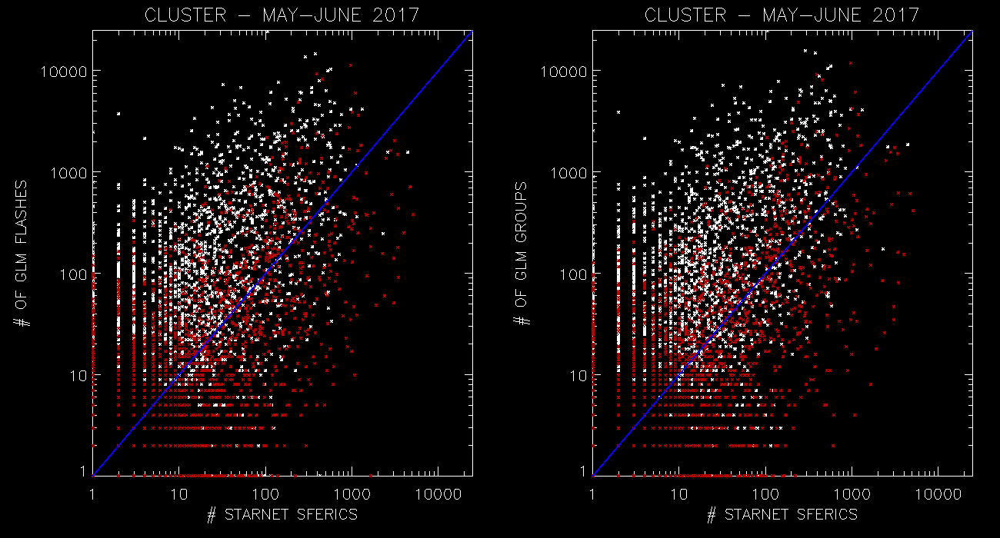 CLUSTER – MAY–JUNE 2017
# OF GLM FLASHES
10000
1000
100
10
1
1 10 100 1000 10000
# STARNET SFERICS
CLUSTER – MAY–JUNE 2017
# OF GLM GROUPS
10000
1000
100
10
1
1 10 100 1000 10000
# STARNET SFERICS